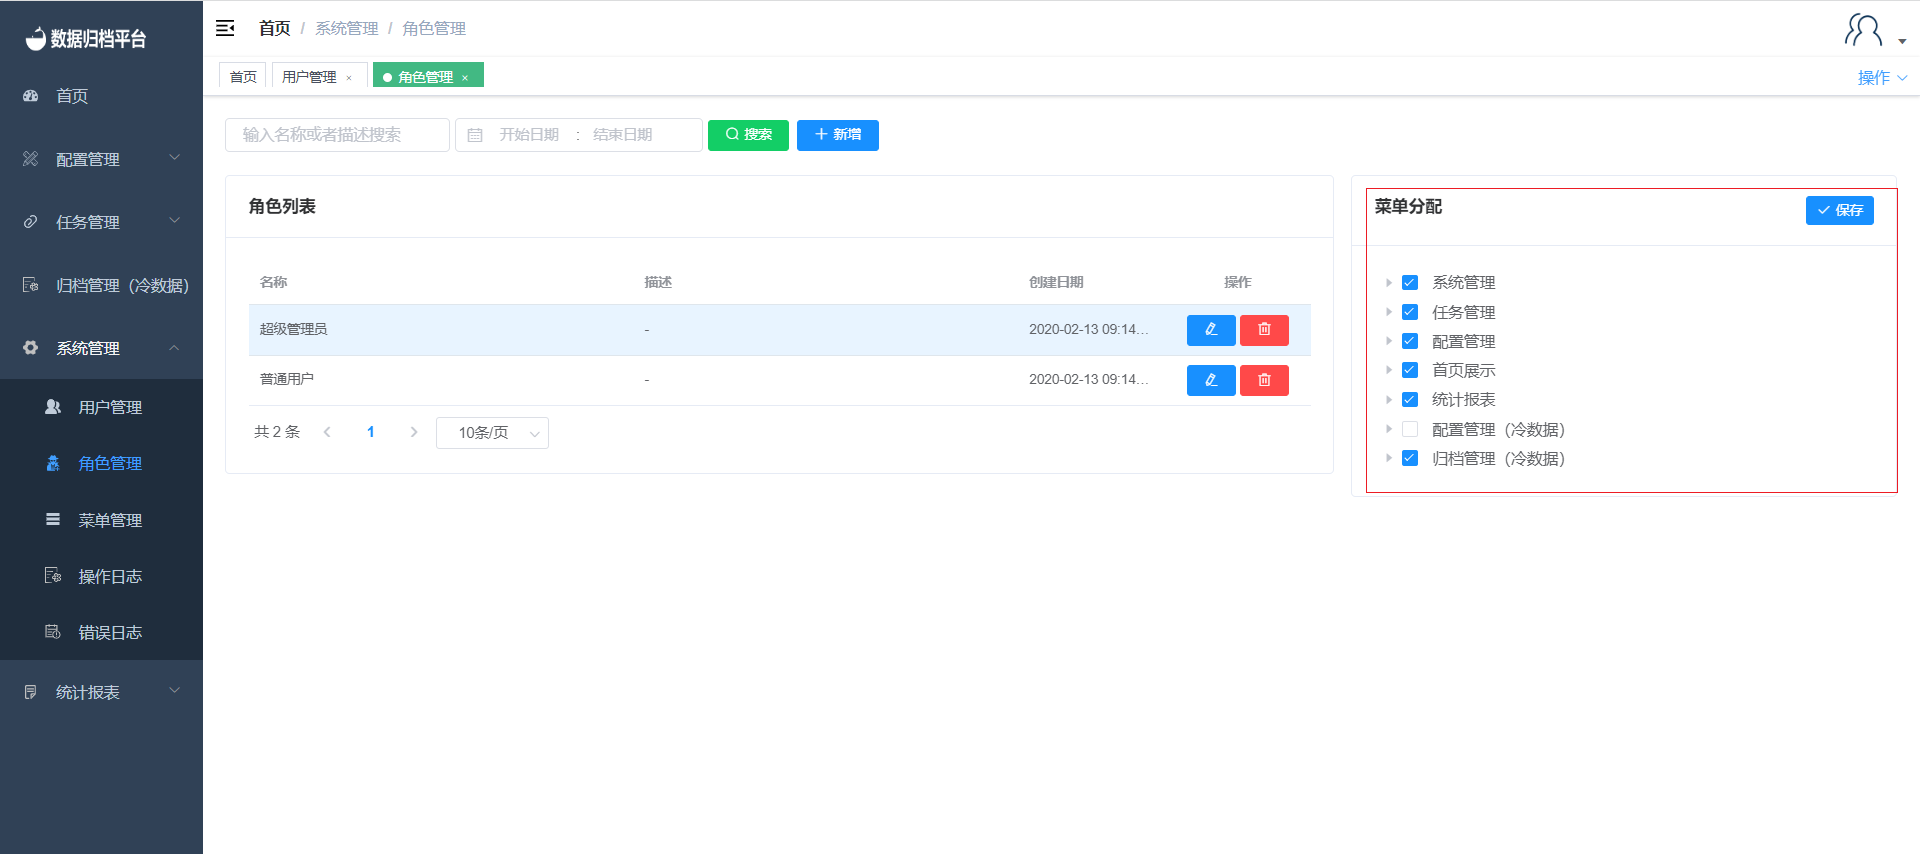 数据归档平台
首页
配置管理
任务管理
归档管理（冷数据）
系统管理
用户管理
角色管理
菜单管理
操作日志
错误日志
统计报表
首页 / 系统管理 / 角色管理
首页 用户管理 × 角色管理 ×
操作
输入名称或者描述搜索 开始日期 : 结束日期 搜索 新增
角色列表
名称 描述 创建日期 操作
超级管理员 - 2020-02-13 09:14...
普通用户 - 2020-02-13 09:14...
共 2 条 1 10条/页
菜单分配 保存
系统管理
任务管理
配置管理
首页展示
统计报表
配置管理（冷数据）
归档管理（冷数据）